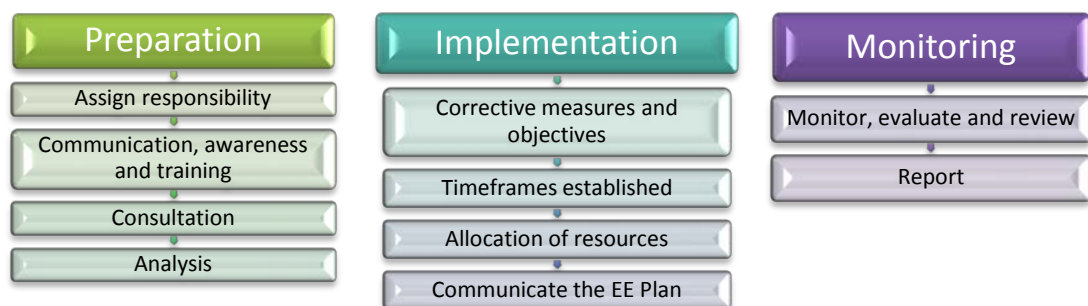 Preparation
Assign responsibility
Communication, awareness
and training
Consultation
Analysis
Implementation
Corrective measures and
objectives
Timeframes established
Allocation of resources
Communicate the EE Plan
Monitoring
Monitor, evaluate and review
Report